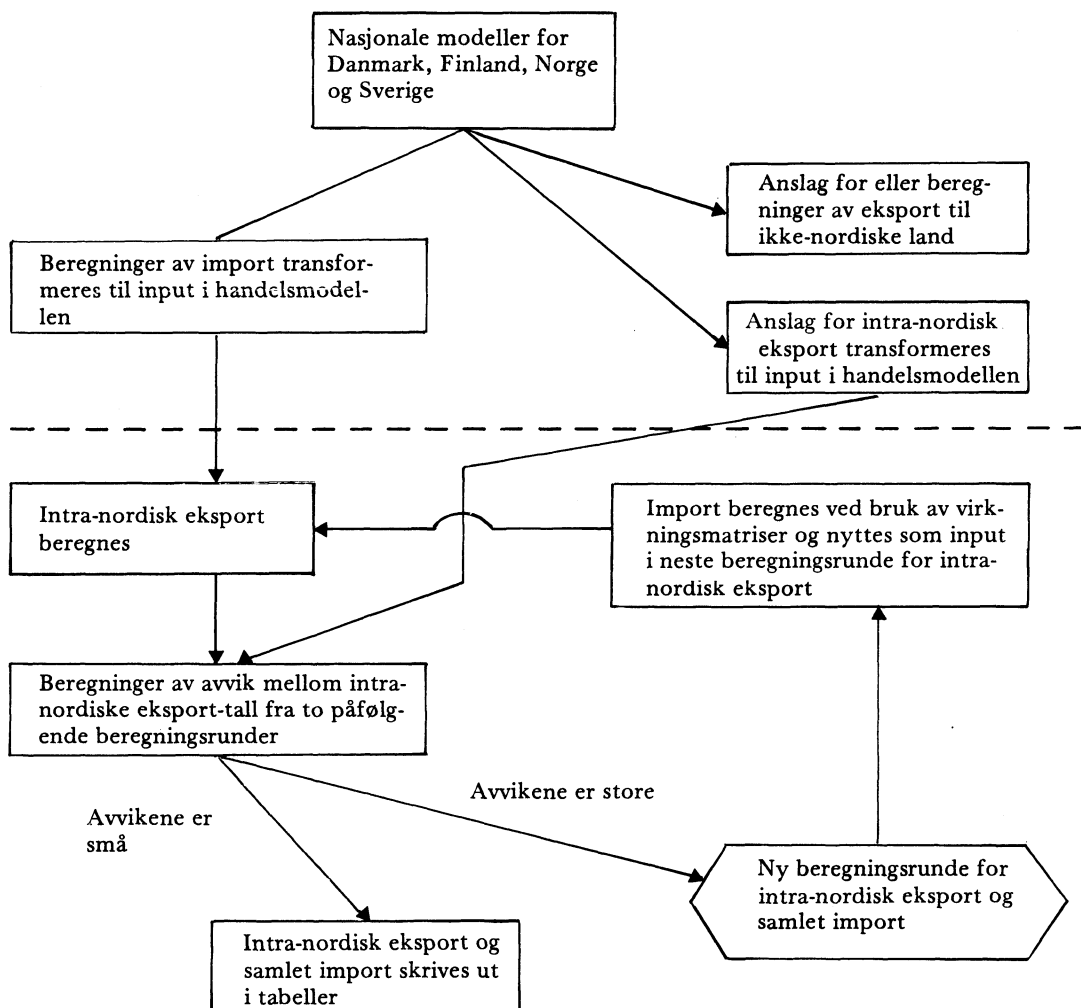 Nasjonale modeller for
Danmark, Finland, Norge
og Sverige
Anslag for eller bereg-
ninger av eksport til
ikke-nordiske land
Beregninger av import transfor-
meres til input i handelsmodel-
len
Anslag for intra-nordisk
eksport transformeres
til input i handelsmodellen
Intra-nordisk eksport
beregnes
Import beregnes ved bruk av virk-
ningsmatriser og nyttes som input
i neste beregningsrunde for intra-
nordisk eksport
Beregninger av avvik mellom intra-
nordiske eksport-tall fra to påfølg-
ende beregningsrunder
Avvikene er store
Avvikene er
små
Ny beregningsrunde for
intra-nordisk eksport og
samlet import
Intra-nordisk eksport og
samlet import skrives ut
i tabeller